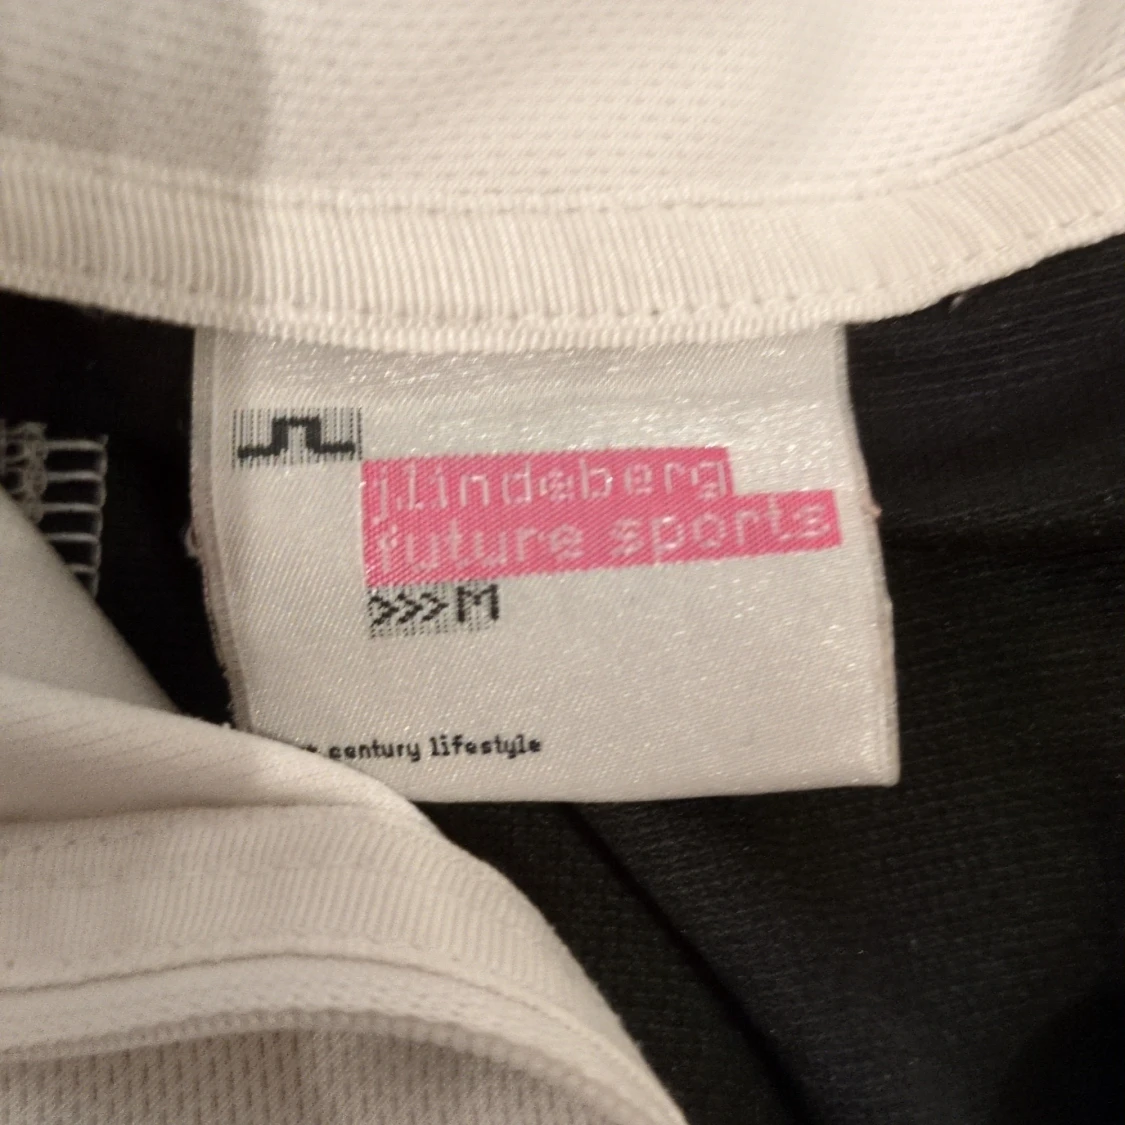 j.lindeberg
future sports
>>>M
century lifestyle